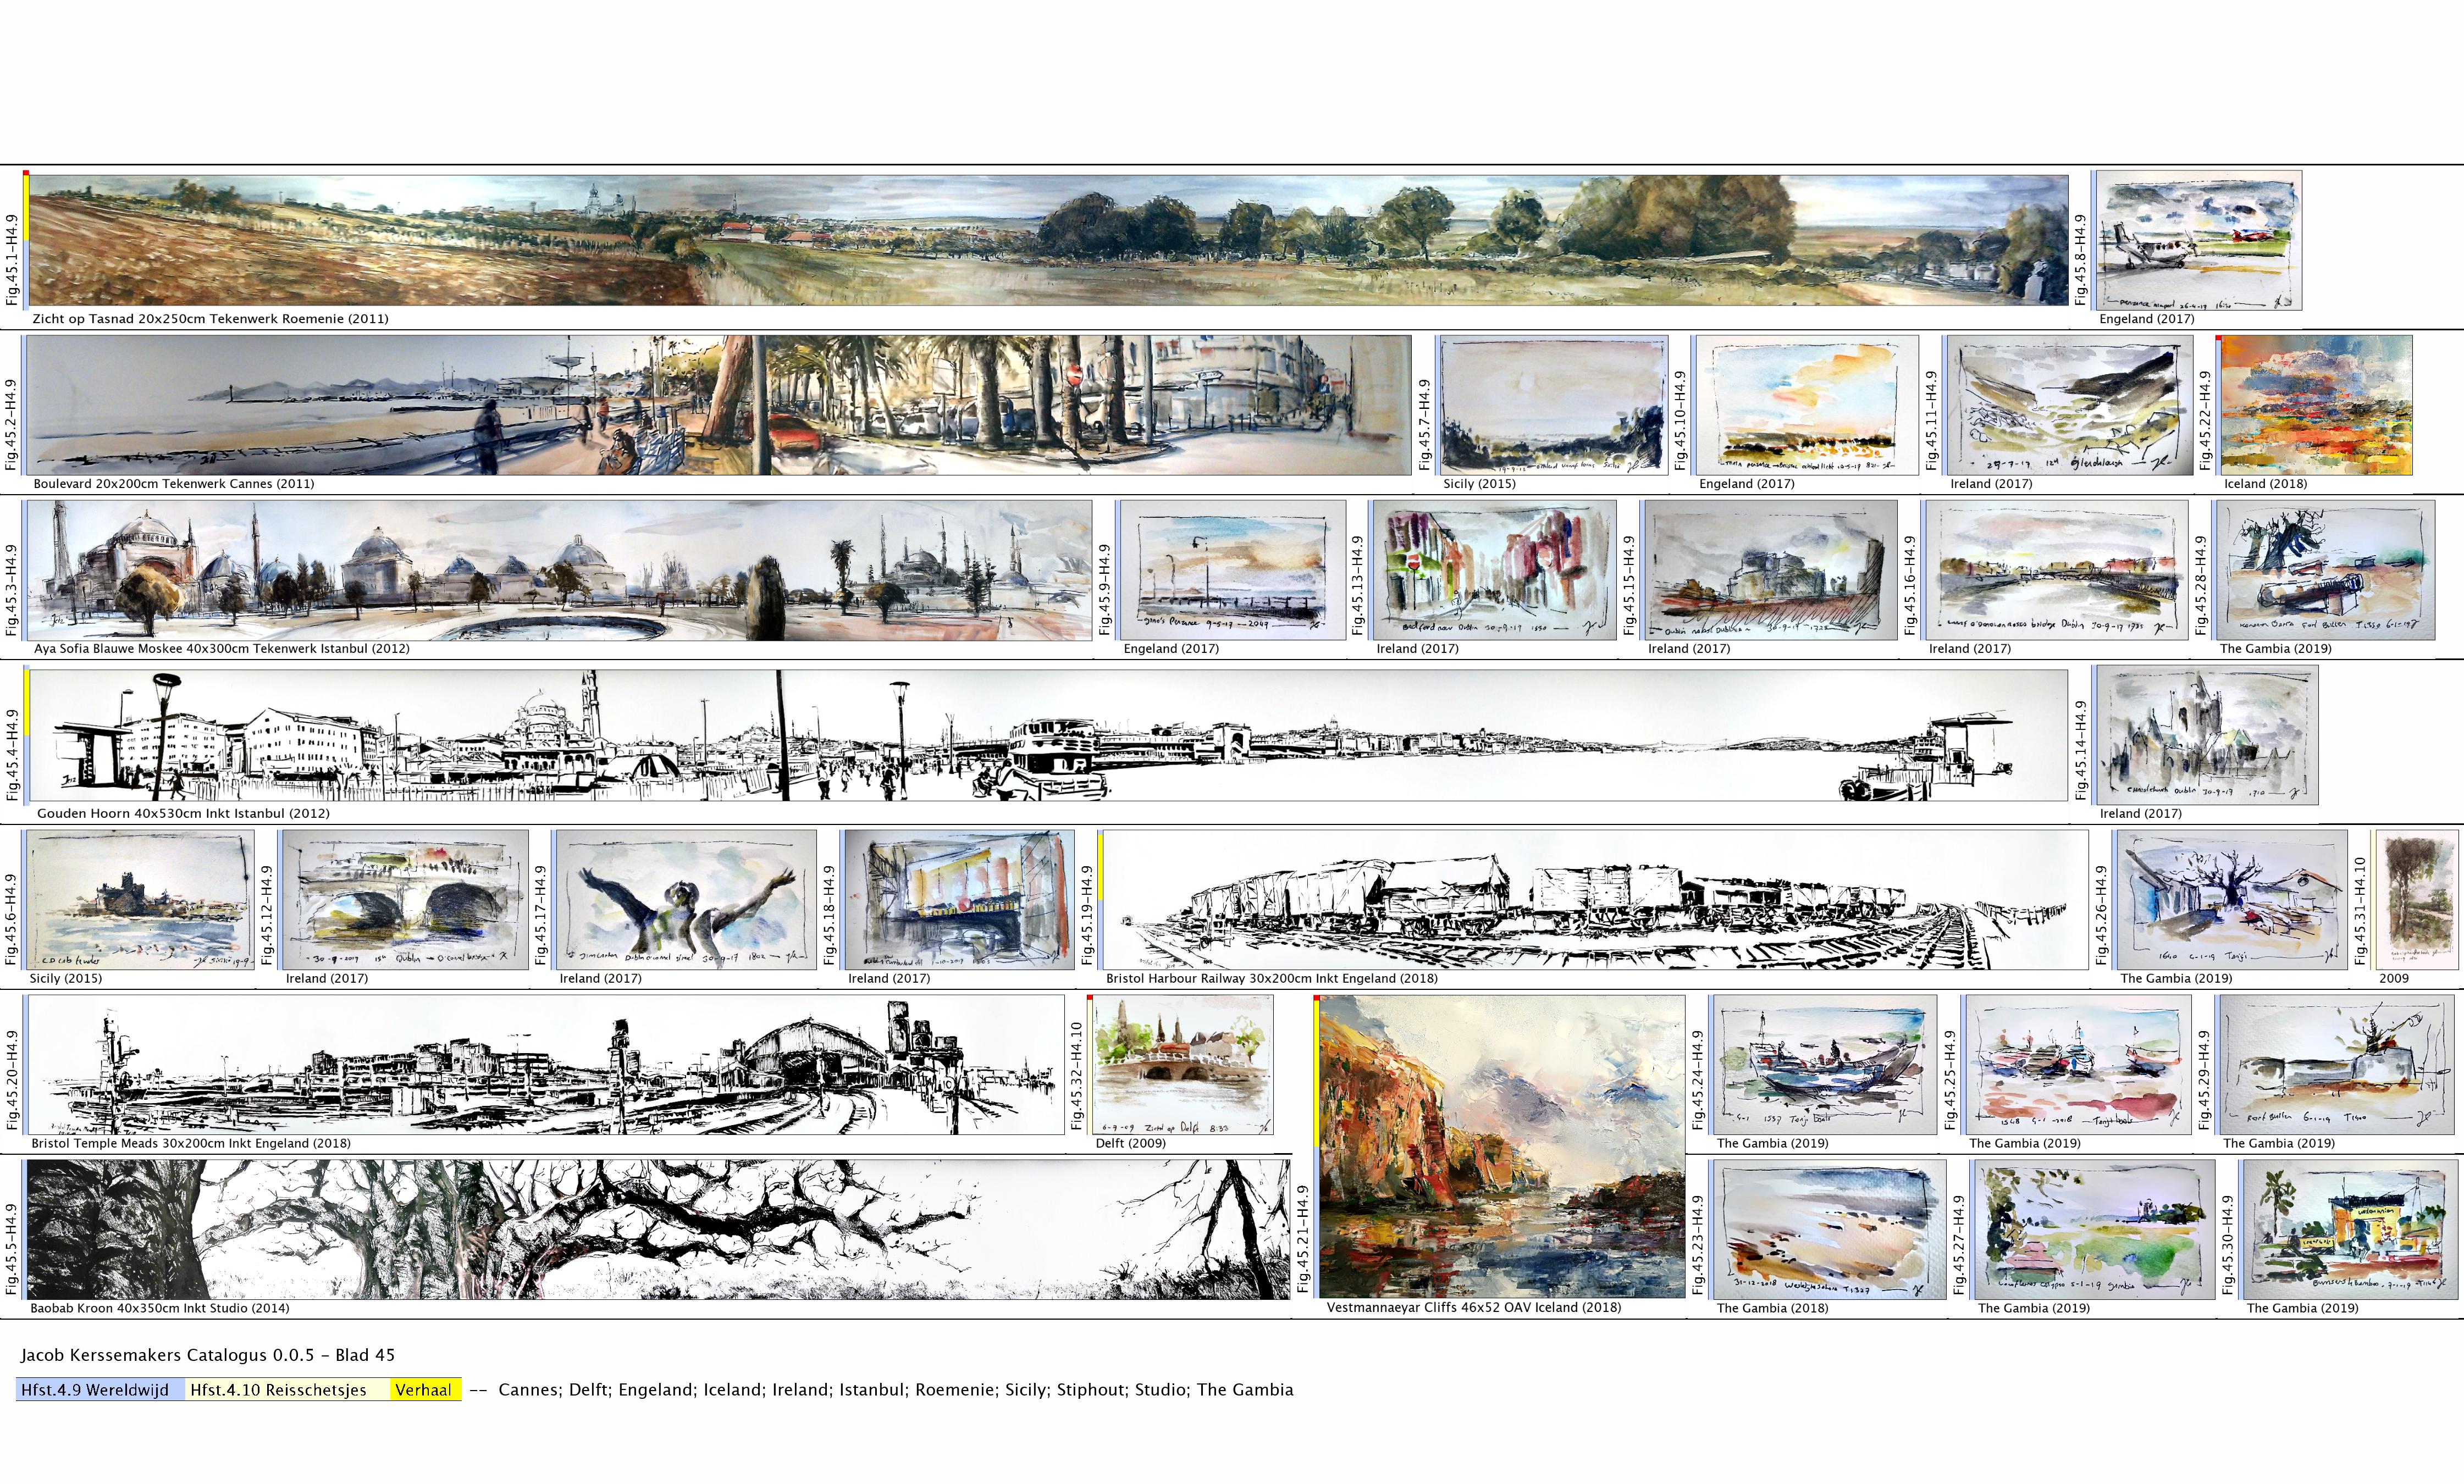 Fig.45.1-H4.9
Zicht op Tasnad 20x250cm Tekenwerk Roemenie (2011)
Fig.45.8-H4.9
Engeland (2017)
Fig.45.2-H4.9
Boulevard 20x200cm Tekenwerk Cannes (2011)
Fig.45.7-H4.9
Sicily (2015)
Fig.45.10-H4.9
Engeland (2017)
Fig.45.11-H4.9
Ireland (2017)
Fig.45.22-H4.9
Iceland (2018)
Fig.45.3-H4.9
Aya Sofia Blauwe Moskee 40x300cm Tekenwerk Istanbul (2012)
Fig.45.9-H4.9
Engeland (2017)
Fig.45.13-H4.9
Ireland (2017)
Fig.45.15-H4.9
Ireland (2017)
Fig.45.16-H4.9
Ireland (2017)
Fig.45.28-H4.9
The Gambia (2019)
Fig.45.4-H4.9
Gouden Hoorn 40x530cm Inkt Istanbul (2012)
Fig.45.14-H4.9
Ireland (2017)
Fig.45.6-H4.9
Sicily (2015)
Fig.45.12-H4.9
Ireland (2017)
Fig.45.17-H4.9
Ireland (2017)
Fig.45.18-H4.9
Ireland (2017)
Fig.45.19-H4.9
Bristol Harbour Railway 30x200cm Inkt Engeland (2018)
Fig.45.26-H4.9
The Gambia (2019)
Fig.45.31-H4.10
2009
Fig.45.20-H4.9
Bristol Temple Meads 30x200cm Inkt Engeland (2018)
Fig.45.32-H4.10
6-9-09 Zicht op Delft 8:33
Delft (2009)
Fig.45.21-H4.9
Vestmannaeyar Cliffs 46x52 OAV Iceland (2018)
Fig.45.24-H4.9
The Gambia (2019)
Fig.45.25-H4.9
The Gambia (2019)
Fig.45.29-H4.9
The Gambia (2019)
Fig.45.5-H4.9
Baobab Kroon 40x350cm Inkt Studio (2014)
Fig.45.23-H4.9
The Gambia (2018)
Fig.45.27-H4.9
The Gambia (2019)
Fig.45.30-H4.9
The Gambia (2019)
Jacob Kerssemakers Catalogus 0.0.5 - Blad 45
Hfst.4.9 Wereldwijd Hfst.4.10 Reisschetsjes Verhaal -- Cannes; Delft; Engeland; Iceland; Ireland; Istanbul; Roemenie; Sicily; Stiphout; Studio; The Gambia